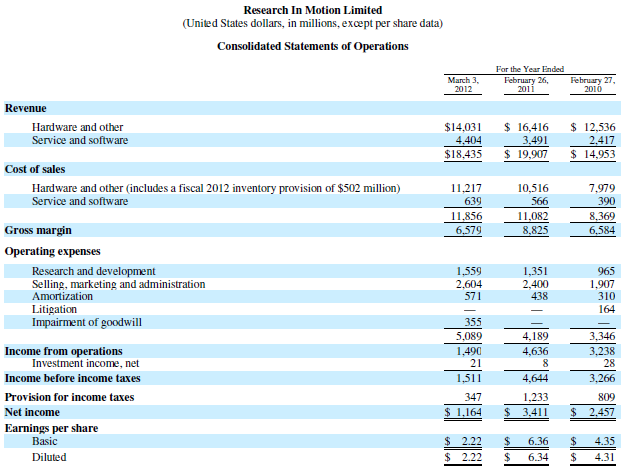 Research In Motion Limited
(United States dollars, in millions, except per share data)
Consolidated Statements of Operations
For the Year Ended
March 3, February 26, February 27,
2012 2011 2010
Revenue
Hardware and other $14,031 $ 16,416 $ 12,536
Service and software 4,404 3,491 2,417
$18,435 $ 19,907 $ 14,953
Cost of sales
Hardware and other (includes a fiscal 2012 inventory provision of $502 million) 11,217 10,516 7,979
Service and software 639 566 390
11,856 11,082 8,369
Gross margin 6,579 8,825 6,584
Operating expenses
Research and development 1,559 1,351 965
Selling, marketing and administration 2,604 2,400 1,907
Amortization 571 438 310
Litigation — — 164
Impairment of goodwill 355 — —
5,089 4,189 3,346
Income from operations 1,490 4,636 3,238
Investment income, net 21 8 28
Income before income taxes 1,511 4,644 3,266
Provision for income taxes 347 1,233 809
Net income $ 1,164 $ 3,411 $ 2,457
Earnings per share
Basic $ 2.22 $ 6.36 $ 4.35
Diluted $ 2.22 $ 6.34 $ 4.31